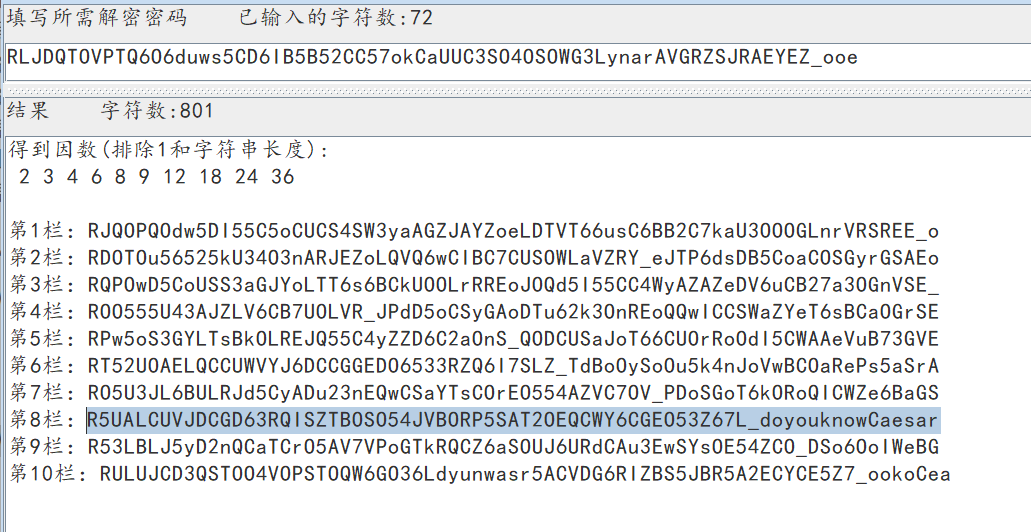 填写所需解密密码 已输入的字符数:72
RLJDQTOVPTQ6O6duws5CD6IB5B52CC57okCaUUC3SO4OSOWG3LynarAVGRZSJRAEYEZ_ooe
结果 字符数:801
得到因数(排除1和字符串长度):
2 3 4 6 8 9 12 18 24 36
第1栏: RJQOPQOdw5DI55C5oCUCS4SW3yaAGZJAYZoeLDTVT66usC6BB2C7kaU3OOOGLnrVRSREE_o
第2栏: RDOTOu56525kU34O3nARJEZoLQVQ6wCIBC7CUSOWLaVZRY_eJTP6dsDB5CoaCOSGyrGSAEo
第3栏: RQPOwD5CoUSS3aGJYoLTT6s6BCkUOOLrRREoJOQd5I55CC4WyAZAZeDV6uCB27a3OGnVSE_
第4栏: ROO555U43AJZLV6CB7UOLVR_JPdD5oCSyGAoDTu62k3OnREoQQwICCSWaZYeT6sBCaOGrSE
第5栏: RPw5oS3GYLTsBkOLREJQ55C4yZZD6C2aOnS_QODCUSaJoT66CUOrRoOdI5CWAAeVuB73GVE
第6栏: RT52UOAELQCCUWVYJ6DCCGGEDO6533RZQ6I7SLZ_TdBoOySoOu5k4nJoVwBCOaRePs5aSrA
第7栏: RO5U3JL6BULRJd5CyADu23nEQwCSaYTsCOrEO554AZVC7OV_PDoSGoT6kORoQICWZe6BaGS
第8栏: R5UALCUVJDCGD63RQISZTBOSO54JVBORP5SAT2OEQCWY6CGEO53Z67L_doyouknowCaesar
第9栏: R53LBLJ5yD2nQCaTCrO5AV7VPoGTkRQCZ6aSOUJ6URdCAu3EwSYsOE54ZCO_DSo6OoIWeBG
第10栏: RULUJCD3QSTOO4VOPSTOQW6GO36Ldyunwasr5ACVDG6RIZBS5JBR5A2ECYCE5Z7_ookoCea